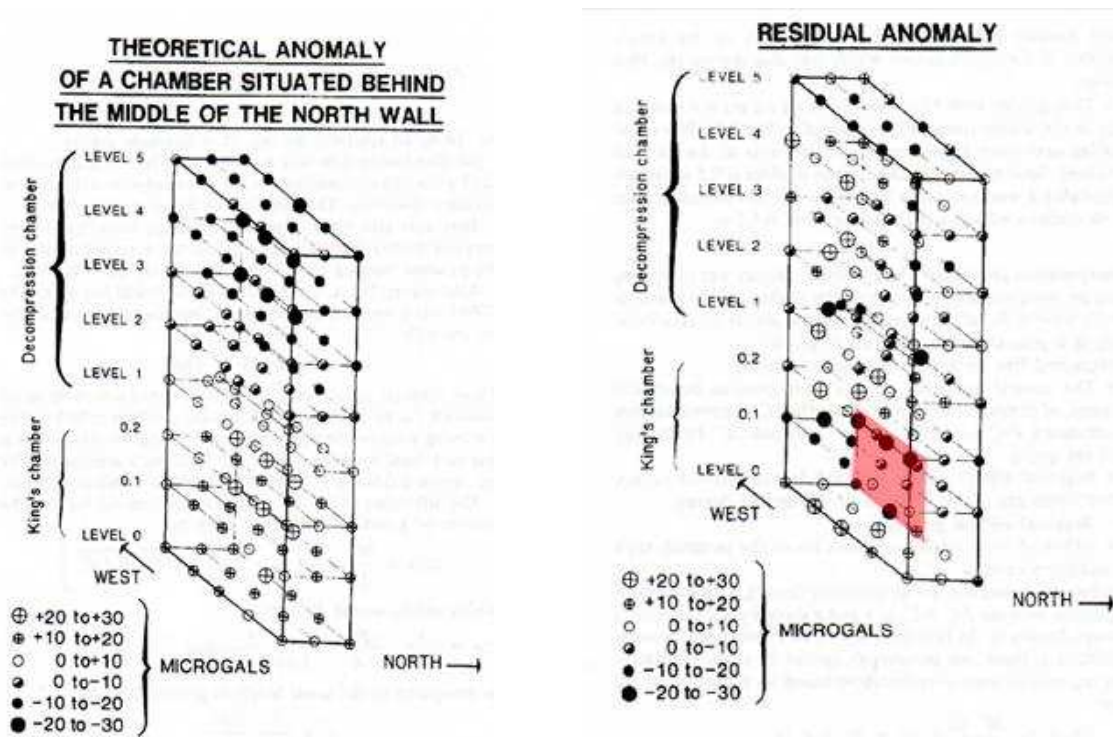 THEORETICAL ANOMALY
OF A CHAMBER SITUATED BEHIND
THE MIDDLE OF THE NORTH WALL
Decompression chamber
LEVEL 5
LEVEL 4
LEVEL 3
LEVEL 2
LEVEL 1
King's chamber
0.2
0.1
LEVEL 0
WEST
NORTH
+20 to+30
+10 to+20
0 to+10
0 to-10
-10 to-20
-20 to-30
MICROGALS
RESIDUAL ANOMALY
Decompression chamber
LEVEL 5
LEVEL 4
LEVEL 3
LEVEL 2
LEVEL 1
King's chamber
0.2
0.1
LEVEL 0
WEST
NORTH
+20 to+30
+10 to+20
0 to+10
0 to-10
-10 to-20
-20 to-30
MICROGALS